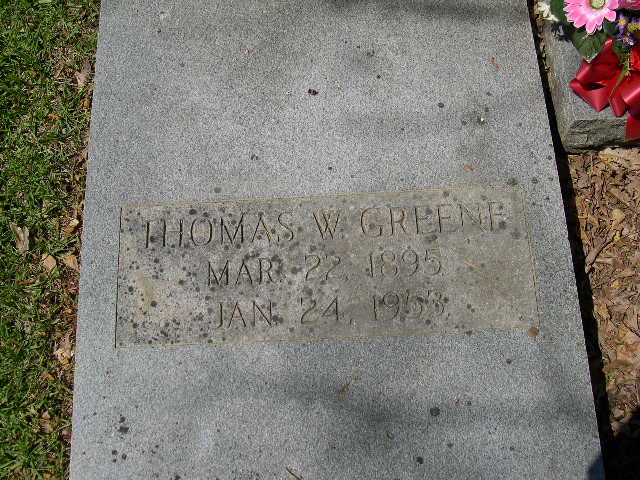 THOMAS W. GREENE
MAR. 22 1895
JAN. 24, 1953